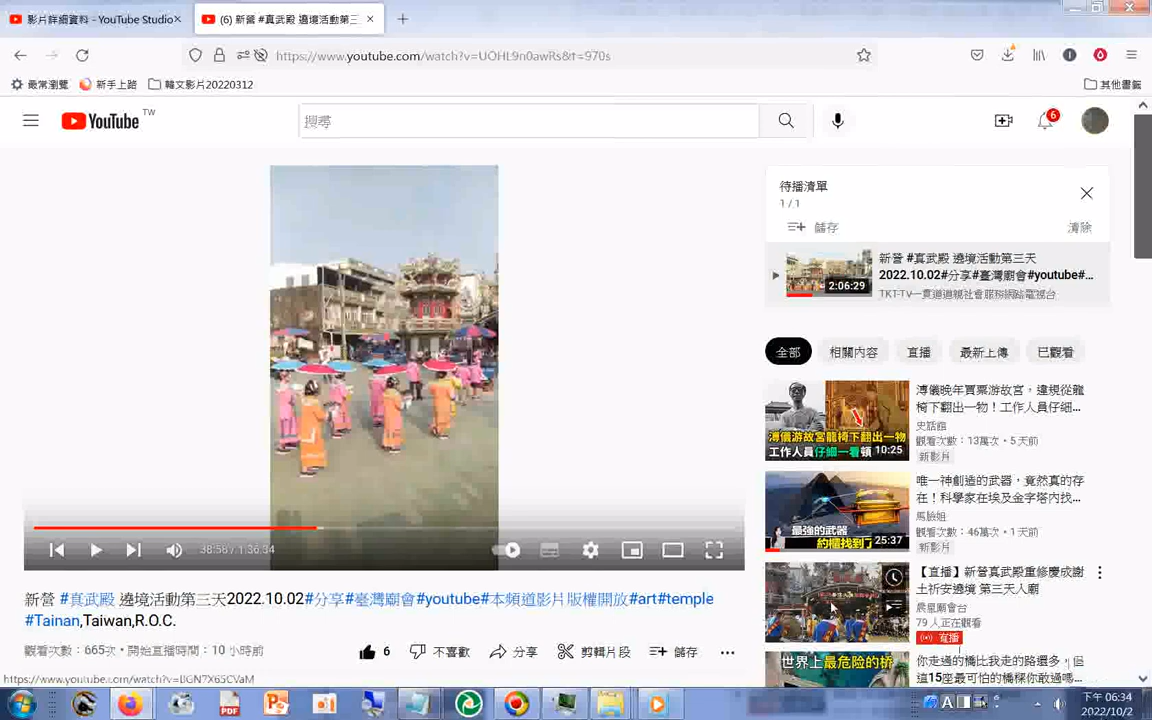 影片詳細資料 - YouTube Studio
(6) 新營 #真武殿 遶境活動第三
https://www.youtube.com/watch?v=UOHL9n0awRs&t=970s
最常瀏覽
新手上路
韓文影片20220312
其他書籤
YouTube TW
搜尋
6
待播清單
1 / 1
儲存
清除
新營 #真武殿 遶境活動第三天
2022.10.02#分享#臺灣廟會#youtube#...
2:06:29
TKT-TV一貫道道親社會服務網路電視台
全部
相關內容
直播
最新上傳
已觀看
溥儀晚年買票游故宮，違規從龍
椅下翻出一物！工作人員仔細...
史話館
觀看次數：13萬次 • 5 天前
新影片
溥儀游故宮龍椅下翻出一物
工作人員仔細一看頓
10:25
唯一神創造的武器，竟然真的存
在！科學家在埃及金字塔內找...
馬臉姐
觀看次數：46萬次 • 1 天前
新影片
最強的武器
約櫃找到了
25:37
【直播】新營真武殿重修慶成謝
土祈安遶境 第三天入廟
晨星廟會台
79 人正在觀看
直播
世界上最危險的橋
你走過的橋比我走的路還多，但
這15座最可怕的橋樑你敢過嗎...
38:56 / 1:36:34
新營 #真武殿 遶境活動第三天2022.10.02#分享#臺灣廟會#youtube#本頻道影片版權開放#art#temple
#Tainan,Taiwan,R.O.C.
觀看次數：665次 • 開始直播時間：10 小時前
6
不喜歡
分享
剪輯片段
儲存
A
下午 06:34
2022/10/2